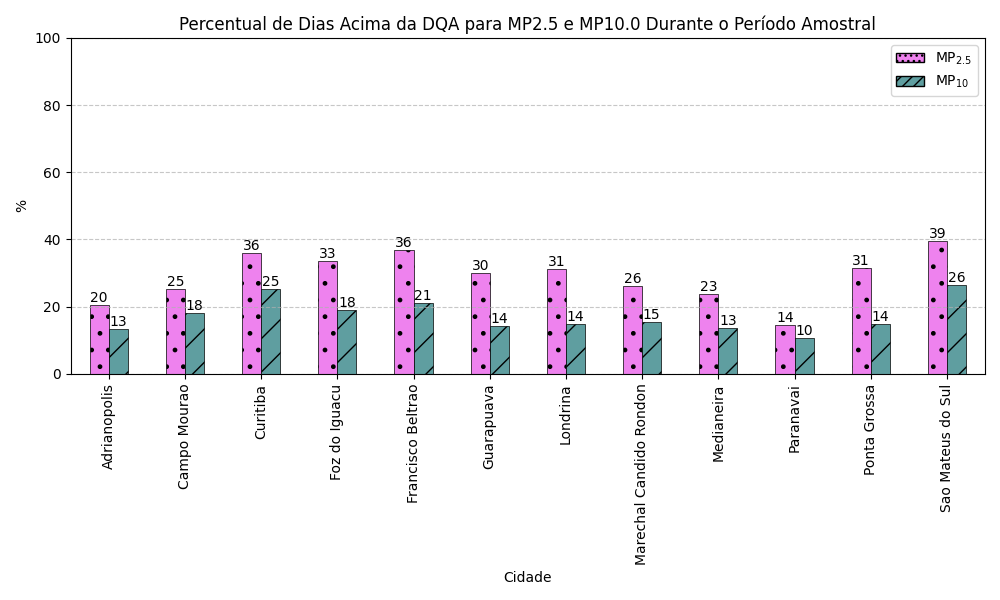 Percentual de Dias Acima da DQA para MP2.5 e MP10.0 Durante o Período Amostral
MP2.5
MP10
%
100
80
60
40
20
0
20 13 25 18 36 25 33 18 36 21 30 14 31 14 26 15 23 13 14 10 31 14 39 26
Adrianopolis
Campo Mourao
Curitiba
Foz do Iguacu
Francisco Beltrao
Guarapuava
Londrina
Marechal Candido Rondon
Medianeira
Paranavai
Ponta Grossa
Sao Mateus do Sul
Cidade